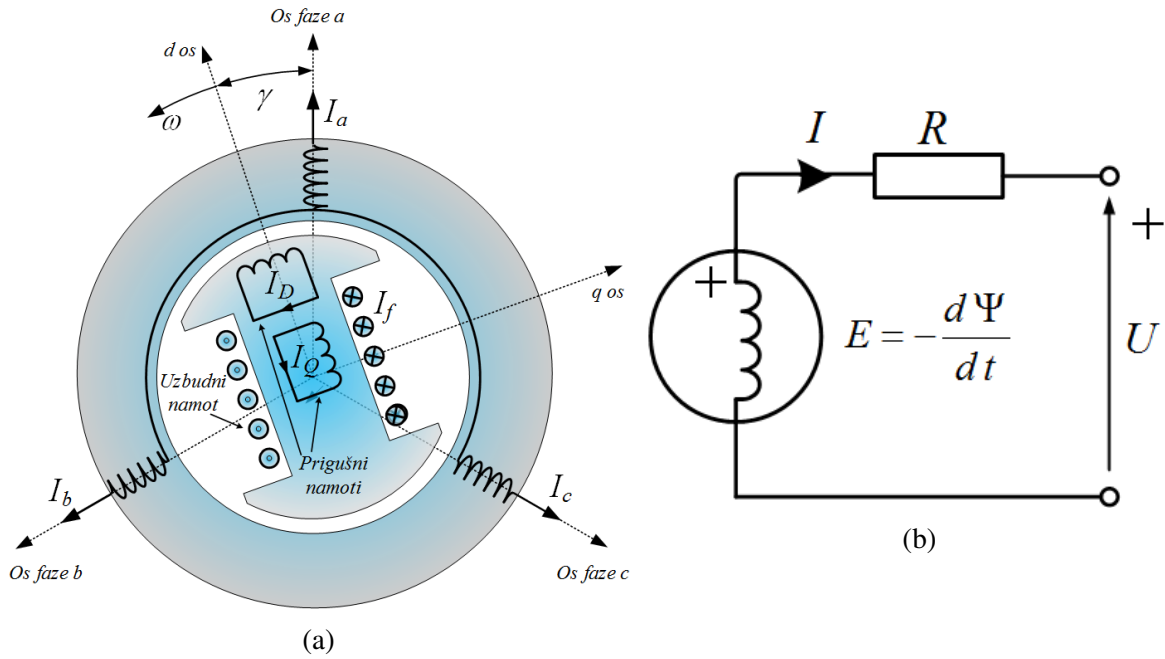 Os faze a
d os
γ
ω
I_a
I_D
I_f
q os
I_Q
Uzbudni
namot
Prigušni
namoti
I_b
I_c
Os faze b
Os faze c
(a)
I
R
+
+
E = - dΨ/dt
U
(b)